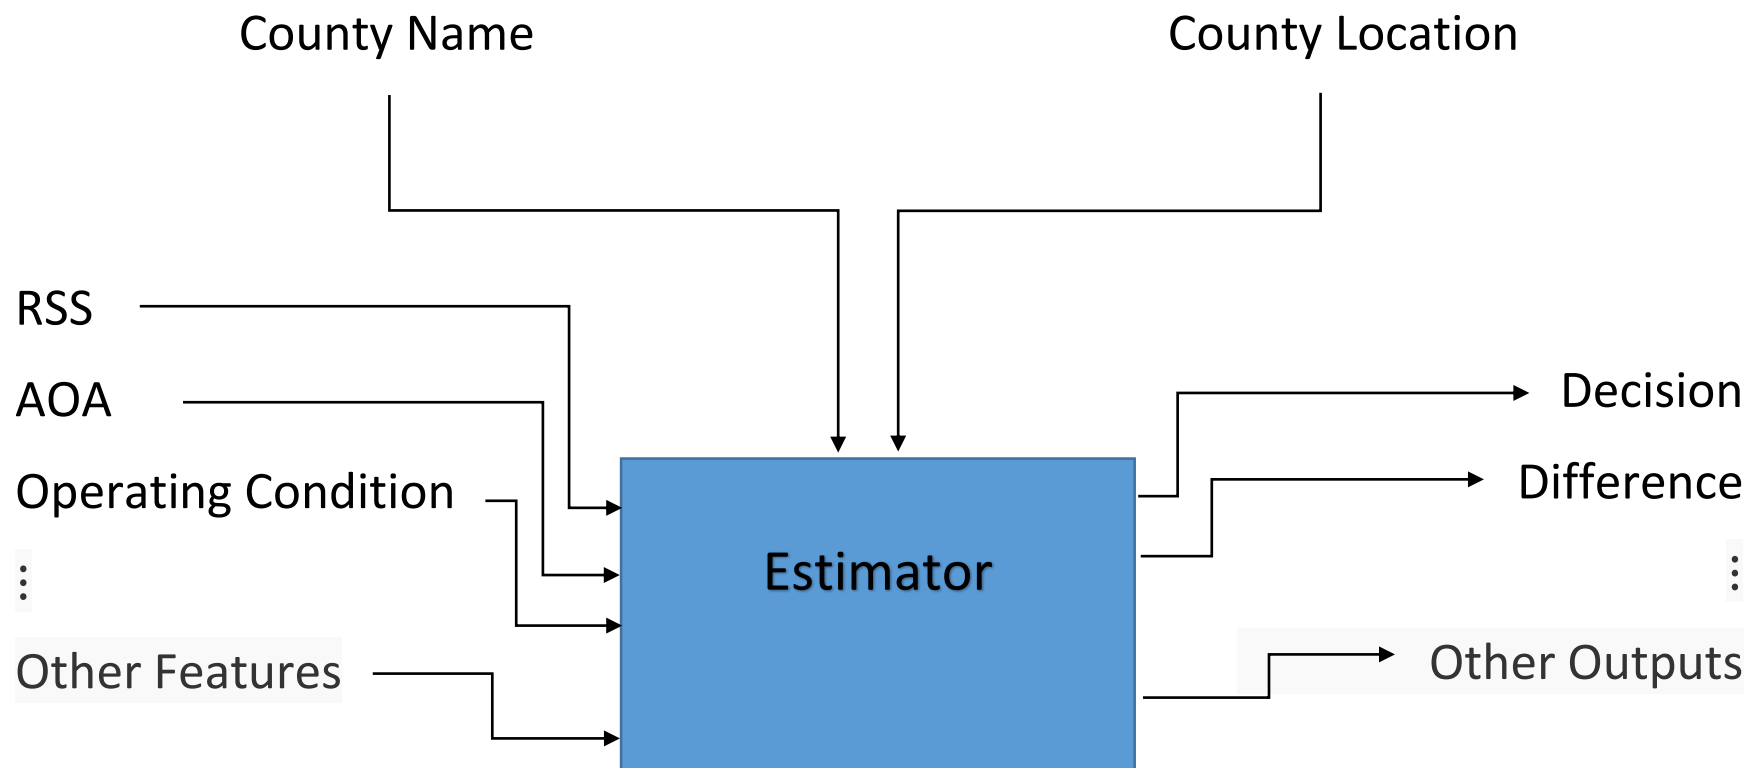 County Name
County Location
RSS
AOA
Operating Condition
⋮
Other Features
Estimator
Decision
Difference
⋮
Other Outputs